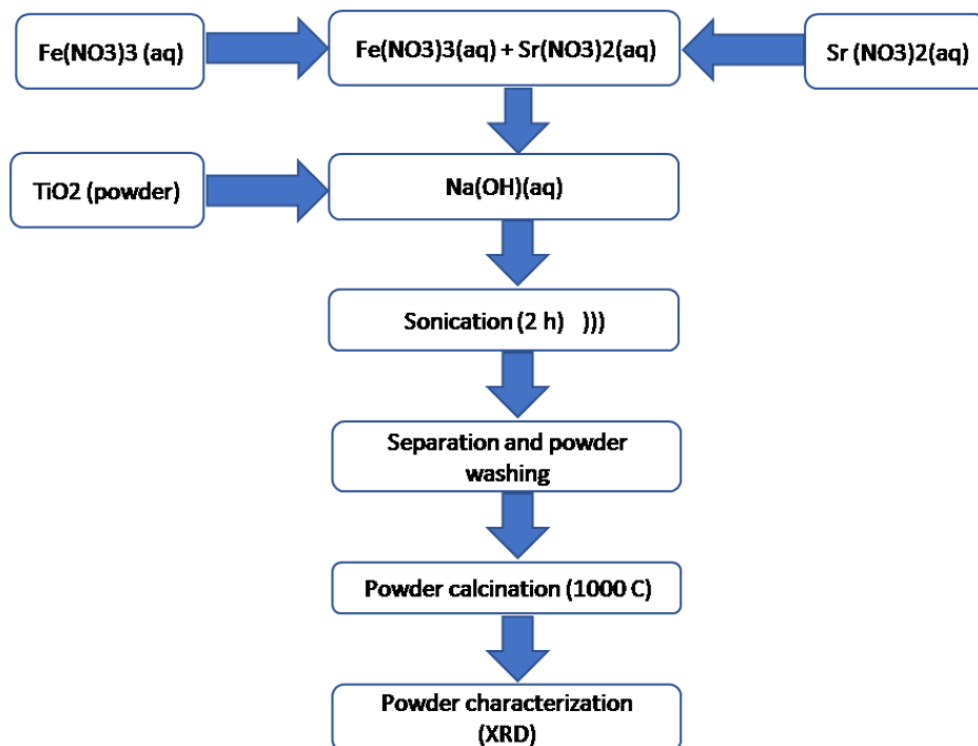 Fe(NO3)3 (aq)
Fe(NO3)3(aq) + Sr(NO3)2(aq)
Sr (NO3)2(aq)
TiO2 (powder)
Na(OH)(aq)
Sonication (2 h)   )))
Separation and powder
washing
Powder calcination (1000 C)
Powder characterization
(XRD)